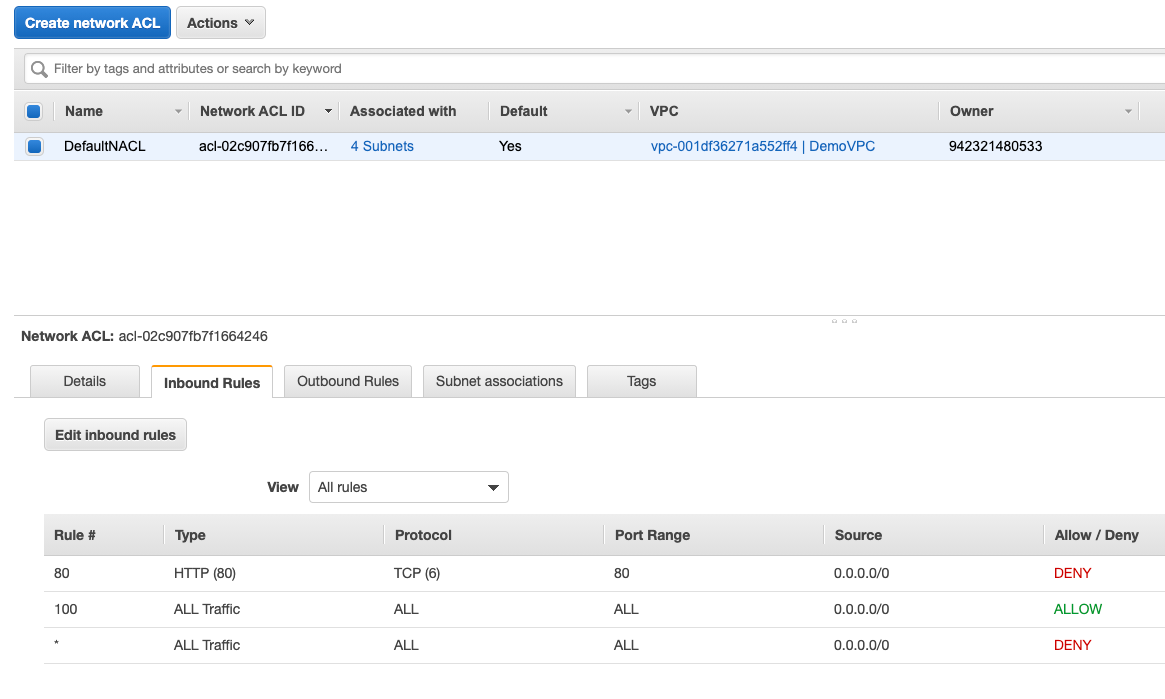 Create network ACL Actions
Filter by tags and attributes or search by keyword
Name Network ACL ID Associated with Default VPC Owner
DefaultNACL acl-02c907fb7f166… 4 Subnets Yes vpc-001df36271a552ff4 | DemoVPC 942321480533
Network ACL: acl-02c907fb7f1664246
Details Inbound Rules Outbound Rules Subnet associations Tags
Edit inbound rules
View All rules
Rule # Type Protocol Port Range Source Allow / Deny
80 HTTP (80) TCP (6) 80 0.0.0.0/0 DENY
100 ALL Traffic ALL ALL 0.0.0.0/0 ALLOW
* ALL Traffic ALL ALL 0.0.0.0/0 DENY